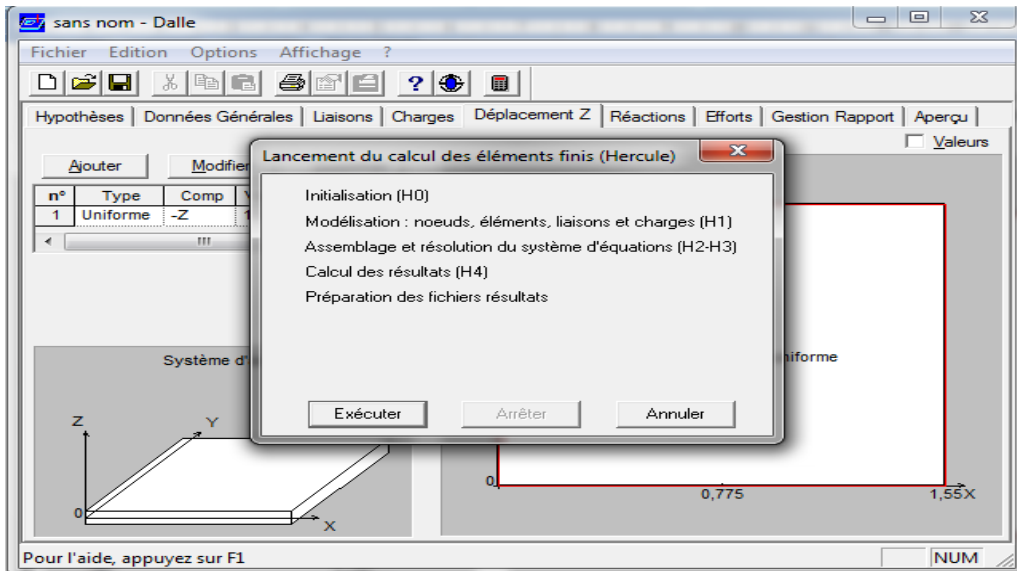 sans nom - Dalle
Fichier Edition Options Affichage ?
Hypothèses Données Générales Liaisons Charges Déplacement Z Réactions Efforts Gestion Rapport Aperçu
Valeurs
Ajouter Modifier
n° Type Comp
1 Uniforme -Z
Lancement du calcul des éléments finis (Hercule)
Initialisation (H0)
Modélisation : noeuds, éléments, liaisons et charges (H1)
Assemblage et résolution du système d'équations (H2-H3)
Calcul des résultats (H4)
Préparation des fichiers résultats
Exécuter Arrêter Annuler
Système
niforme
Z
Y
0
X
0
0,775
1,55X
Pour l'aide, appuyez sur F1
NUM